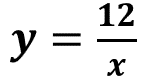 y = 12/x